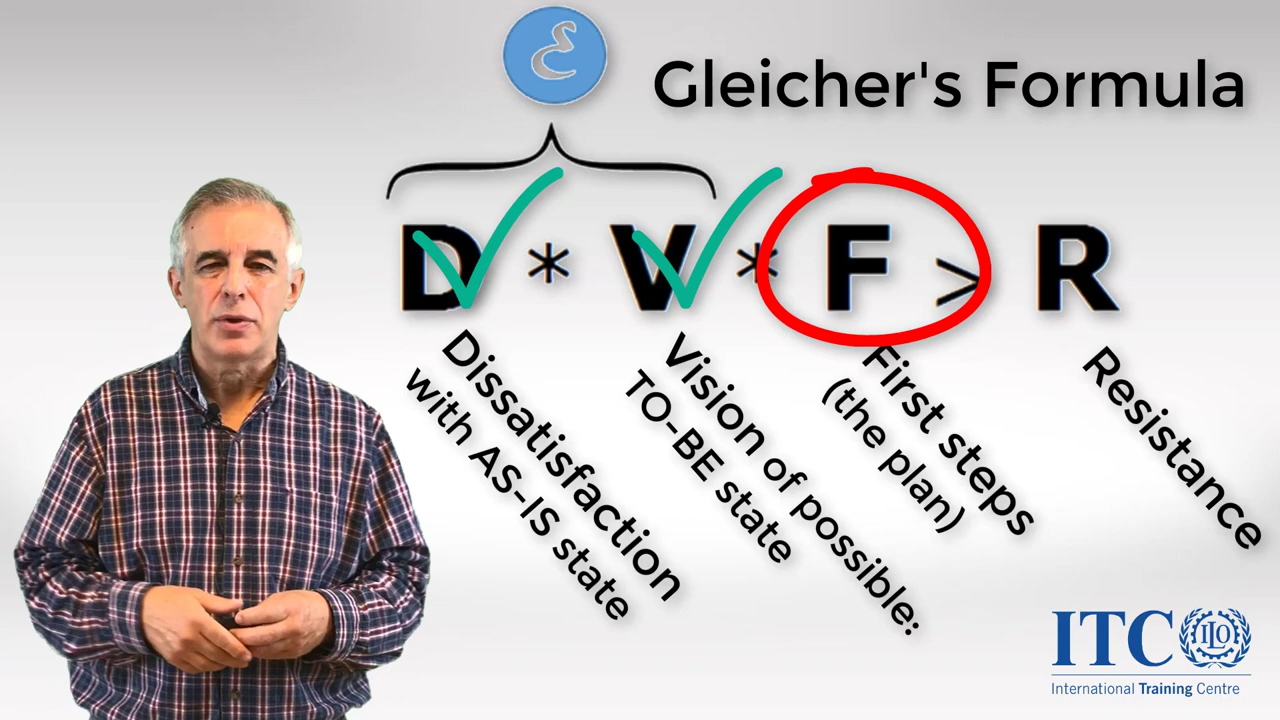 ℰ
Gleicher's Formula
D * V * F > R
Dissatisfaction
with AS-IS state
Vision of possible:
TO-BE state
First steps
(the plan)
Resistance
ITC ILO
International Training Centre